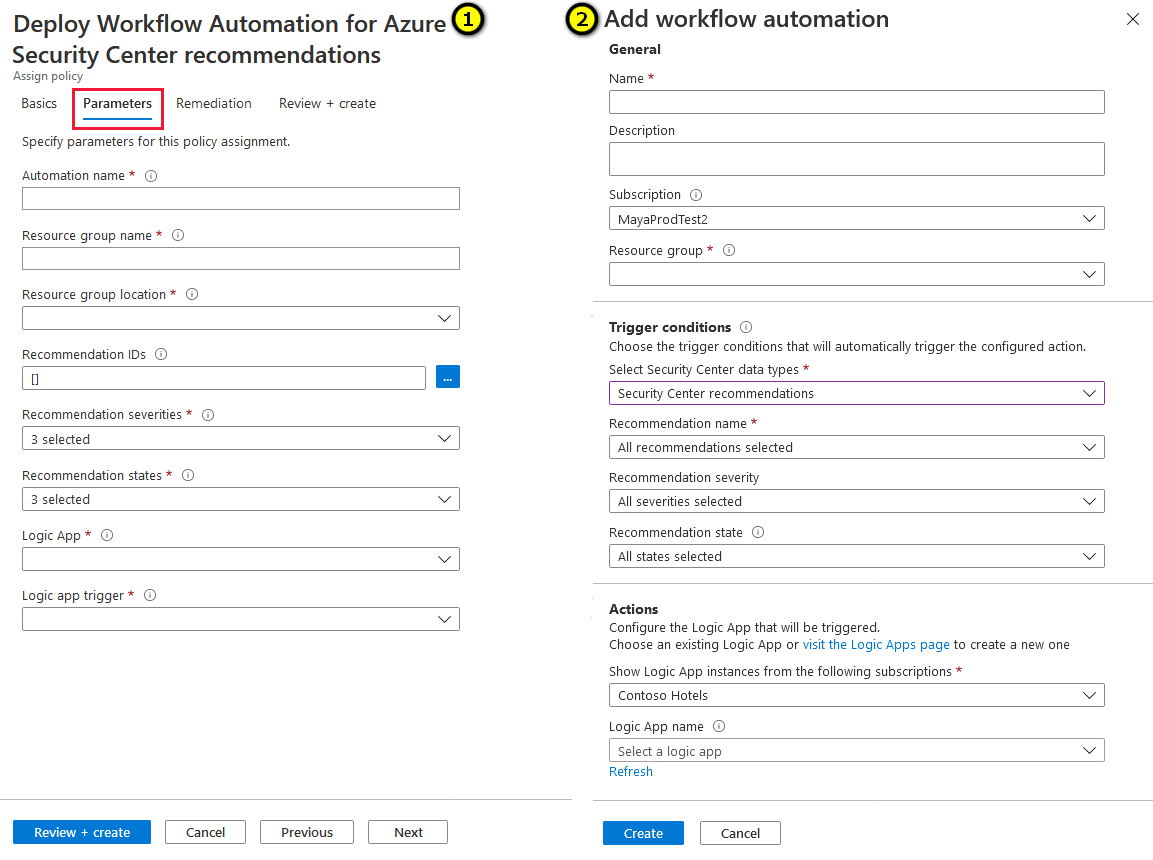 Deploy Workflow Automation for Azure
Security Center recommendations
1
Assign policy
Basics
Parameters
Remediation
Review + create
Specify parameters for this policy assignment.
Automation name *
Resource group name *
Resource group location *
Recommendation IDs
[]
...
Recommendation severities *
3 selected
Recommendation states *
3 selected
Logic App *
Logic app trigger *
Review + create
Cancel
Previous
Next
2
Add workflow automation
General
Name *
Description
Subscription
MayaProdTest2
Resource group *
Trigger conditions
Choose the trigger conditions that will automatically trigger the configured action.
Select Security Center data types *
Security Center recommendations
Recommendation name *
All recommendations selected
Recommendation severity
All severities selected
Recommendation state
All states selected
Actions
Configure the Logic App that will be triggered.
Choose an existing Logic App or visit the Logic Apps page to create a new one
Show Logic App instances from the following subscriptions *
Contoso Hotels
Logic App name
Select a logic app
Refresh
Create
Cancel